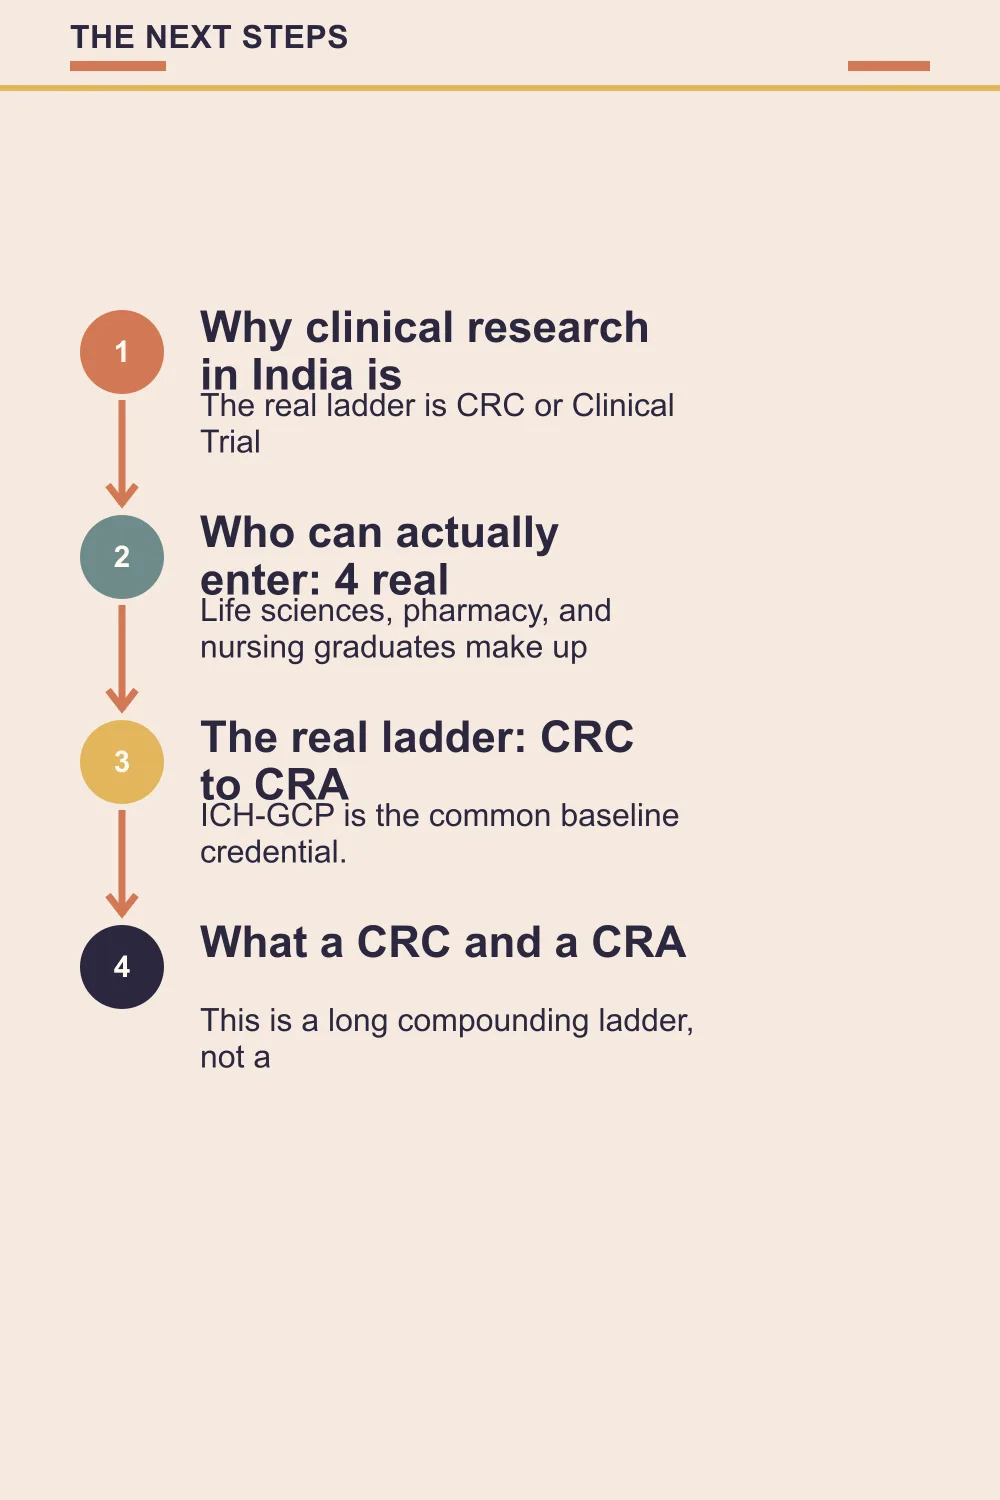 THE NEXT STEPS
1
Why clinical research
in India is
The real ladder is CRC or Clinical
Trial
2
Who can actually
enter: 4 real
Life sciences, pharmacy, and
nursing graduates make up
3
The real ladder: CRC
to CRA
ICH-GCP is the common baseline
credential.
4
What a CRC and a CRA
This is a long compounding ladder,
not a